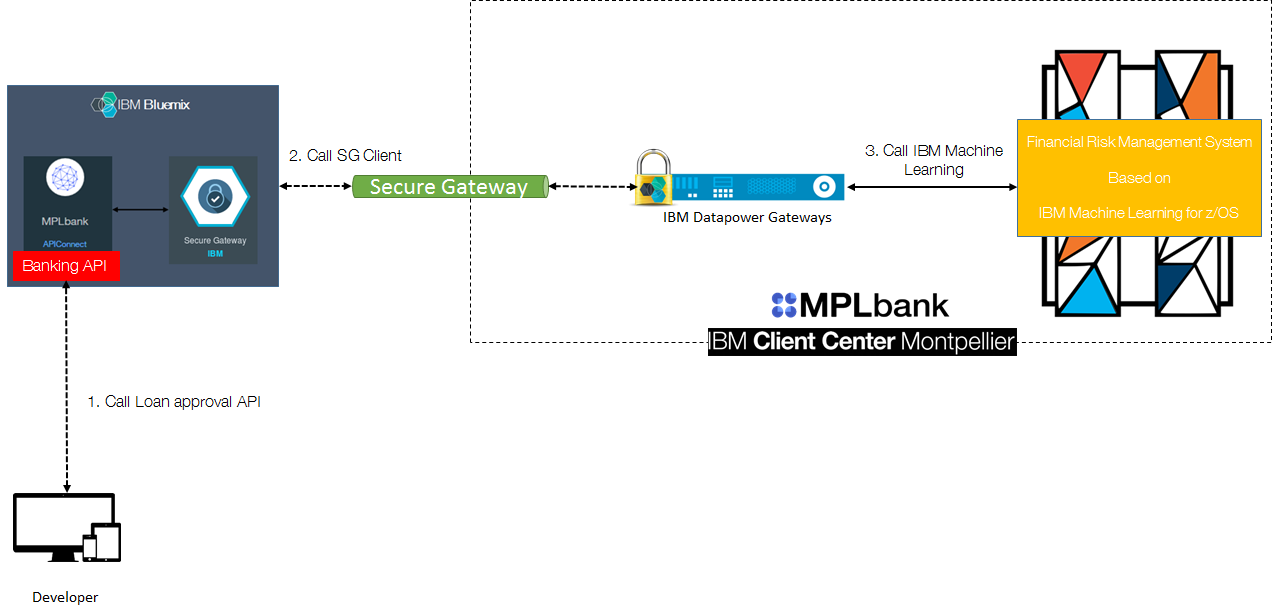 IBM Bluemix
MPLbank
APIConnect
Banking API
Secure Gateway
IBM
2. Call SG Client
Secure Gateway
IBM Datapower Gateways
3. Call IBM Machine
Learning
Financial Risk Management System
Based on
IBM Machine Learning for z/OS
MPLbank
IBM Client Center Montpellier
1. Call Loan approval API
Developer